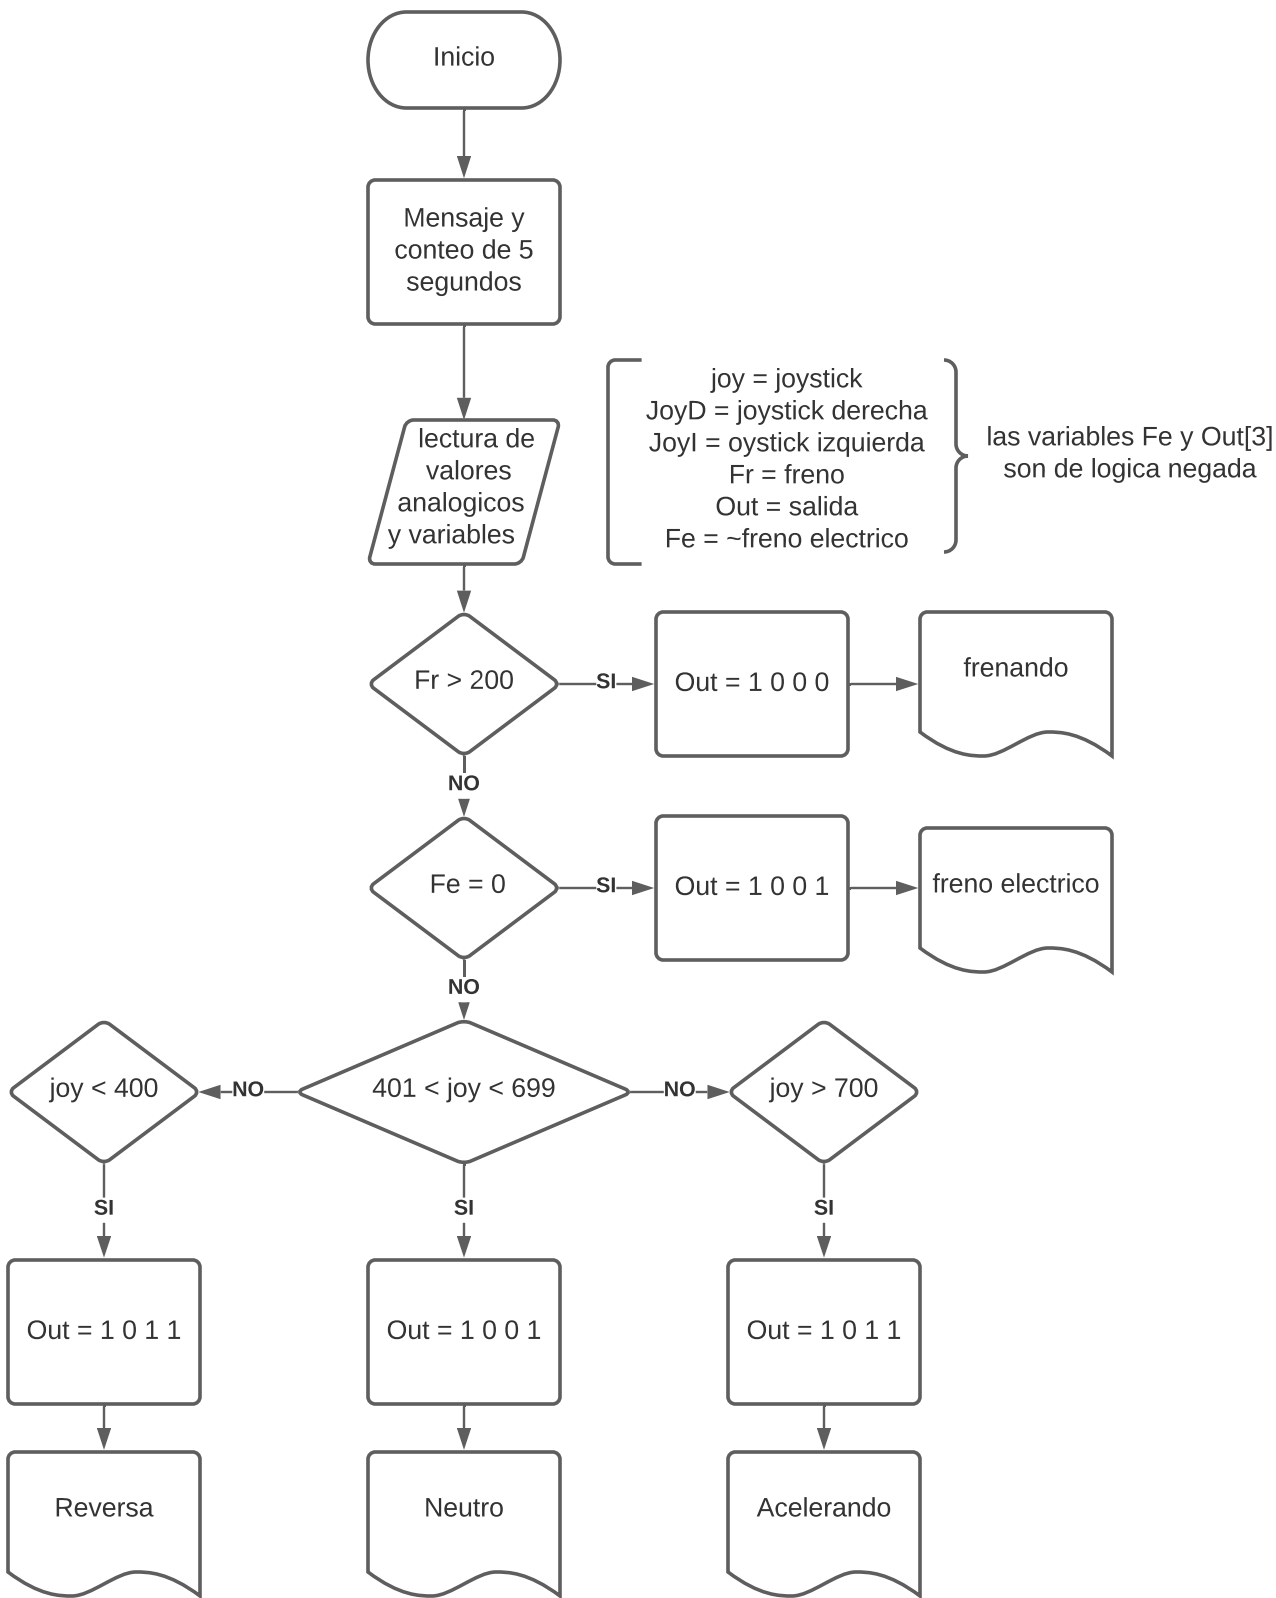 Inicio
Mensaje y
conteo de 5
segundos
lectura de
valores
analogicos
y variables
joy = joystick
JoyD = joystick derecha
JoyI = oystick izquierda
Fr = freno
Out = salida
Fe = ~freno electrico
las variables Fe y Out[3]
son de logica negada
Fr > 200
SI
Out = 1 0 0 0
frenando
NO
Fe = 0
SI
Out = 1 0 0 1
freno electrico
NO
joy < 400
NO
401 < joy < 699
NO
joy > 700
SI
SI
SI
Out = 1 0 1 1
Out = 1 0 0 1
Out = 1 0 1 1
Reversa
Neutro
Acelerando